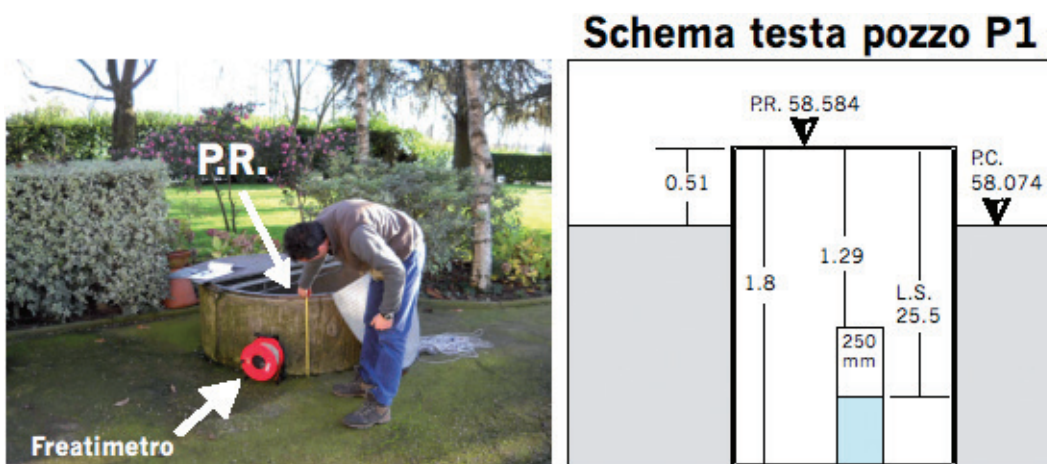 Schema testa pozzo P1
P.R.
Freatimetro
P.R. 58.584
0.51
P.C.
58.074
1.29
1.8
L.S.
25.5
250
mm